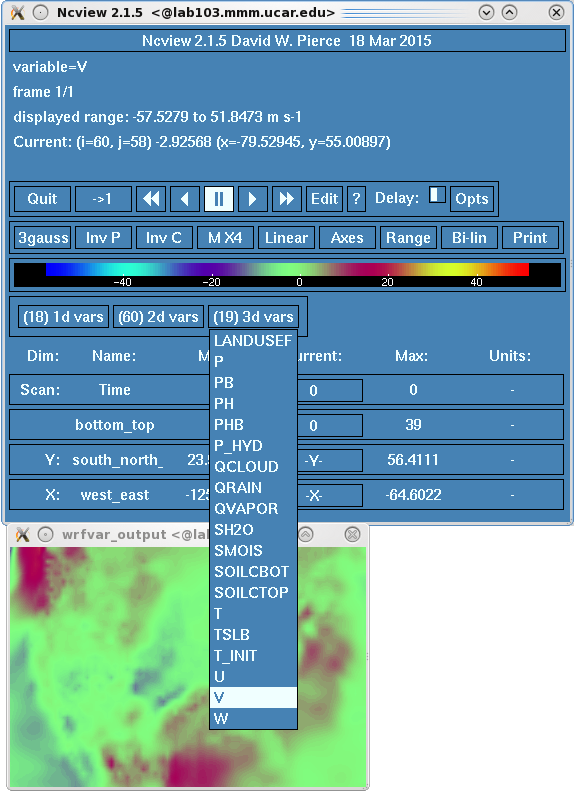 Ncview 2.1.5 <@lab103.mmm.ucar.edu>
Ncview 2.1.5 David W. Pierce 18 Mar 2015
variable=V
frame 1/1
displayed range: -57.5279 to 51.8473 m s-1
Current: (i=60, j=58) -2.92568 (x=-79.52945, y=55.00897)
Quit ->1 Edit ? Delay: Opts
3gauss Inv P Inv C M X4 Linear Axes Range Bi-lin Print
-40 -20 0 20 40
(18) 1d vars (60) 2d vars (19) 3d vars
LANDUSEF
P
PB
PH
PHB
P_HYD
QCLOUD
QRAIN
QVAPOR
SH2O
SMOIS
SOILCBOT
SOILCTOP
T
TSLB
T_INIT
U
V
W
Dim: Name: M urrent: Max: Units:
Scan: Time 0 0 -
bottom_top 0 39 -
Y: south_north_ 23. -Y- 56.4111 -
X: west_east -125 -X- -64.6022 -
wrfvar_output <@lab